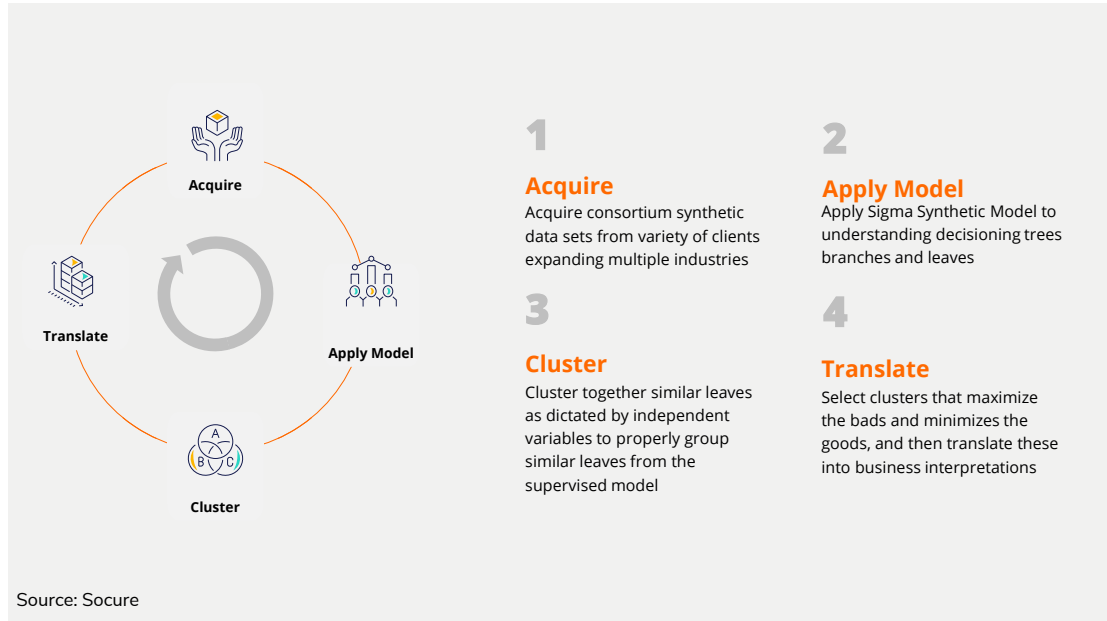 Acquire
Translate
Apply Model
A
B
C
Cluster
1
Acquire
Acquire consortium synthetic
data sets from variety of clients
expanding multiple industries
2
Apply Model
Apply Sigma Synthetic Model to
understanding decisioning trees
branches and leaves
3
Cluster
Cluster together similar leaves
as dictated by independent
variables to properly group
similar leaves from the
supervised model
4
Translate
Select clusters that maximize
the bads and minimizes the
goods, and then translate these
into business interpretations
Source: Socure